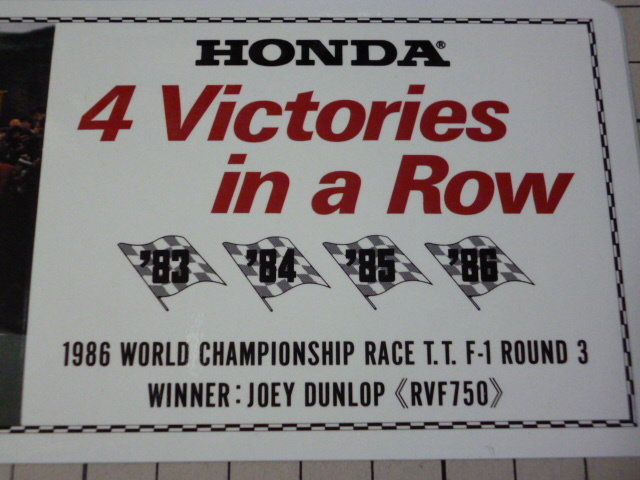 HONDA®
4 Victories
in a Row
'83 '84 '85 '86
1986 WORLD CHAMPIONSHIP RACE T.T. F-1 ROUND 3
WINNER: JOEY DUNLOP 《RVF750》